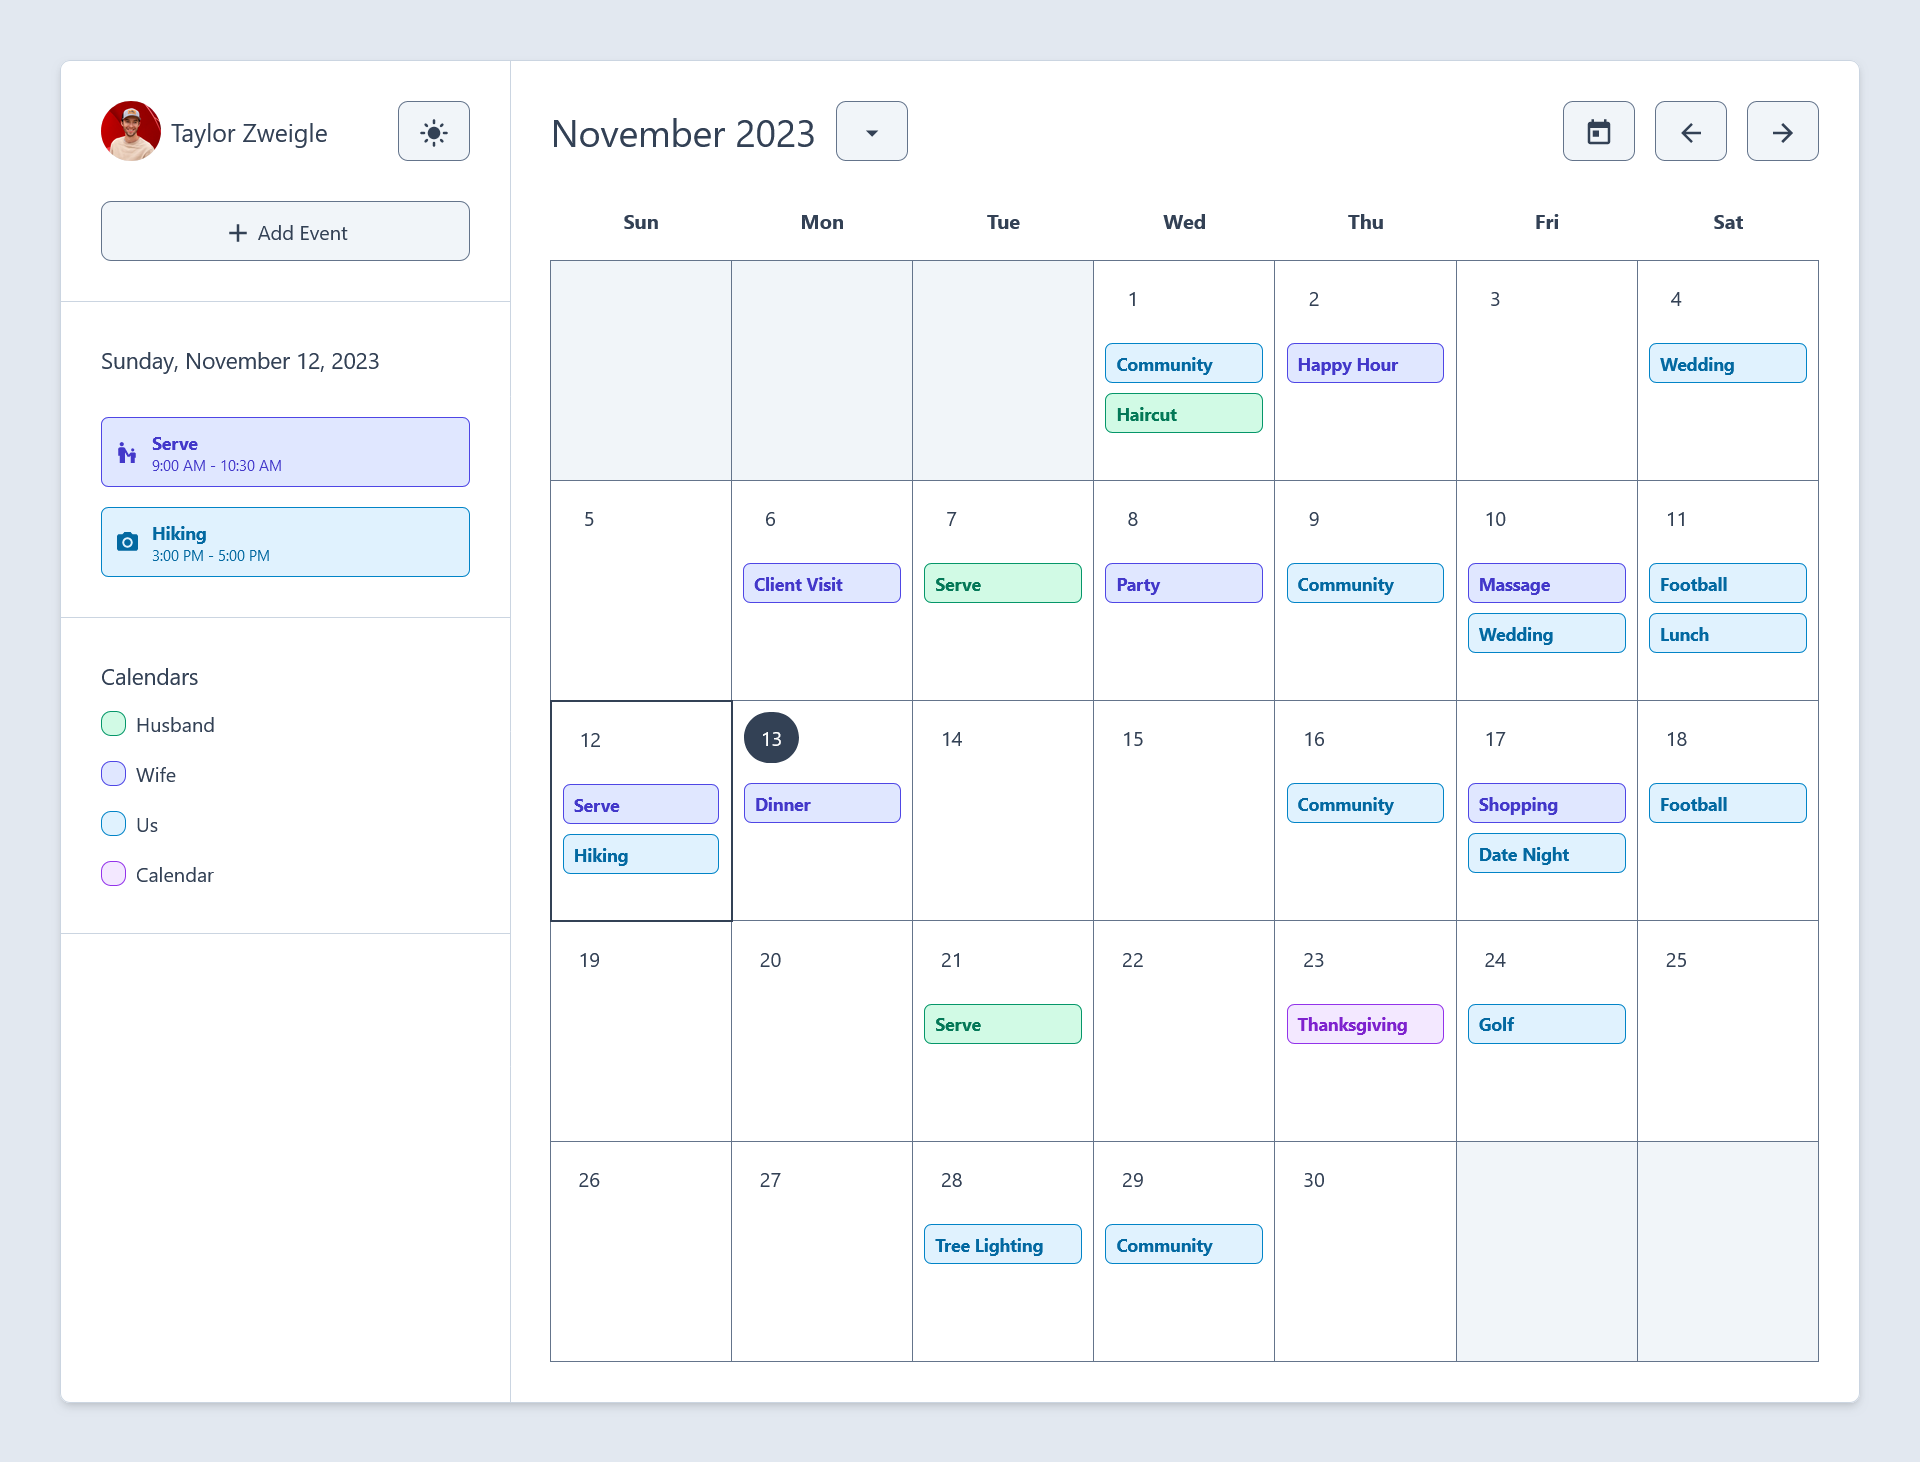 Taylor Zweigle
Add Event
Sunday, November 12, 2023
Serve
9:00 AM - 10:30 AM
Hiking
3:00 PM - 5:00 PM
Calendars
Husband
Wife
Us
Calendar
November 2023
Sun Mon Tue Wed Thu Fri Sat
1 2 3 4
Community Happy Hour Wedding
Haircut
5 6 7 8 9 10 11
Client Visit Serve Party Community Massage Football
Wedding Lunch
12 13 14 15 16 17 18
Serve Dinner Community Shopping Football
Hiking Date Night
19 20 21 22 23 24 25
Serve Thanksgiving Golf
26 27 28 29 30
Tree Lighting Community